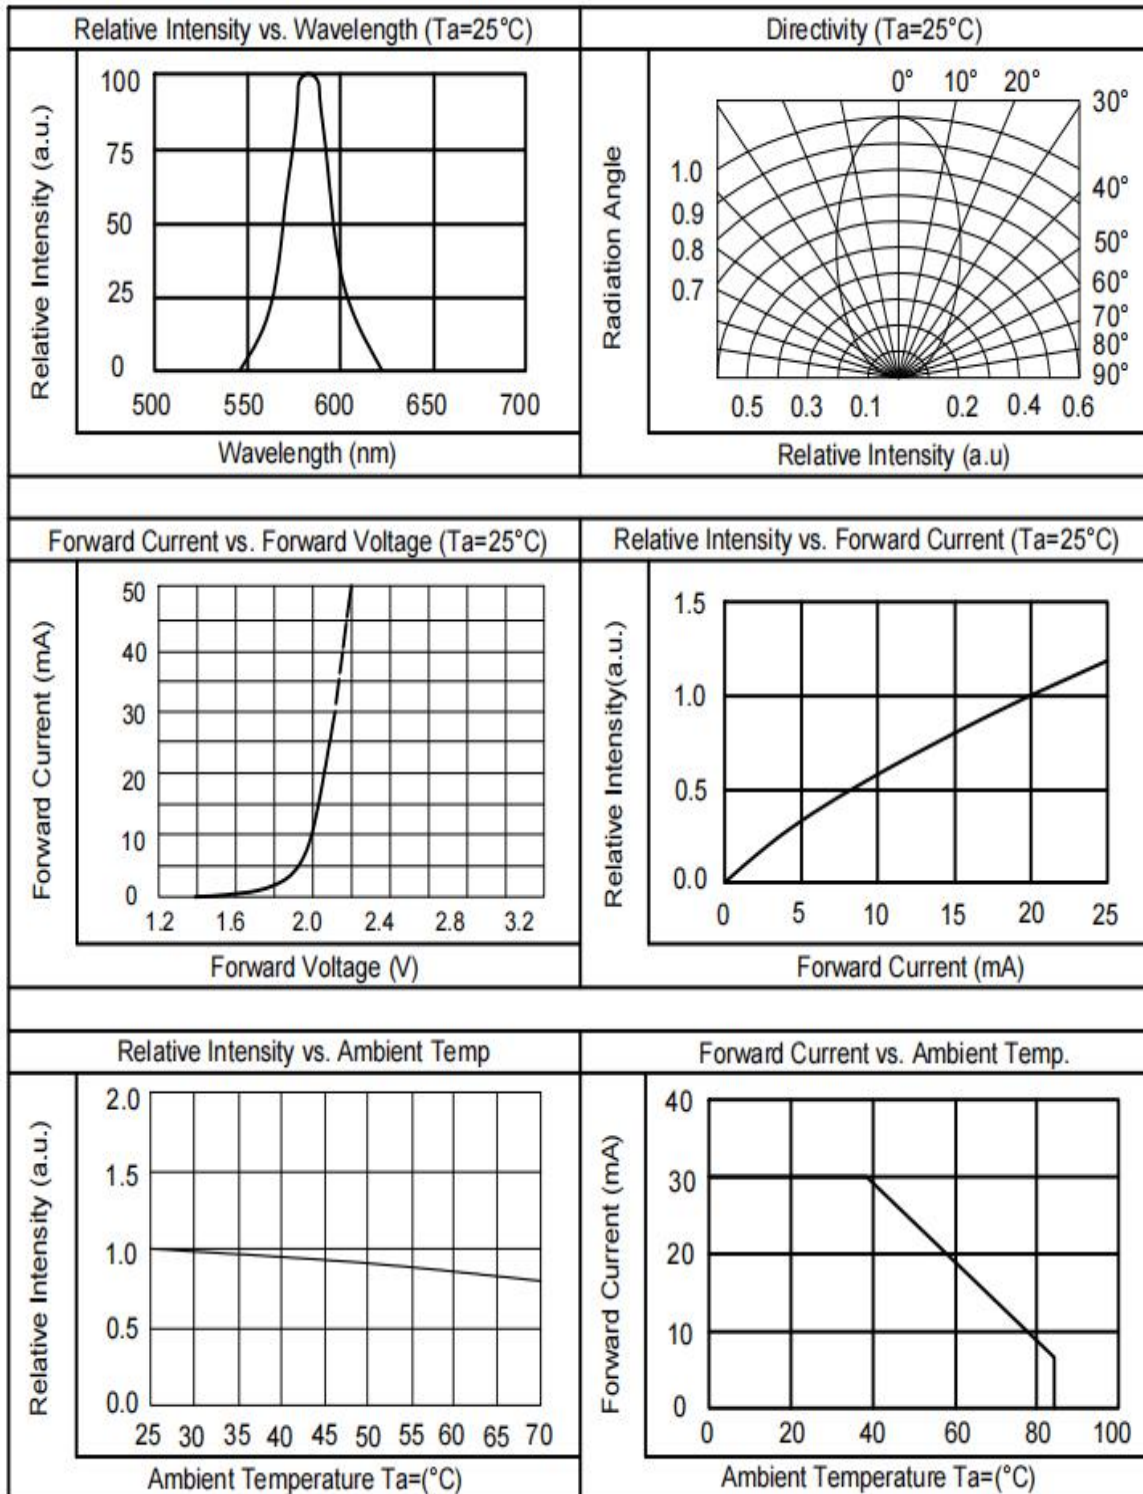 Relative Intensity vs. Wavelength (Ta=25°C)
Relative Intensity (a.u.)
100
75
50
25
0
500 550 600 650 700
Wavelength (nm)
Directivity (Ta=25°C)
Radiation Angle
0° 10° 20°
30°
40°
50°
60°
70°
80°
90°
1.0
0.9
0.8
0.7
0.5 0.3 0.1 0.2 0.4 0.6
Relative Intensity (a.u)
Forward Current vs. Forward Voltage (Ta=25°C)
Forward Current (mA)
50
40
30
20
10
0
1.2 1.6 2.0 2.4 2.8 3.2
Forward Voltage (V)
Relative Intensity vs. Forward Current (Ta=25°C)
Relative Intensity(a.u.)
1.5
1.0
0.5
0.0
0 5 10 15 20 25
Forward Current (mA)
Relative Intensity vs. Ambient Temp
Relative Intensity (a.u.)
2.0
1.5
1.0
0.5
0.0
25 30 35 40 45 50 55 60 65 70
Ambient Temperature Ta=(°C)
Forward Current vs. Ambient Temp.
Forward Current (mA)
40
30
20
10
0
0 20 40 60 80 100
Ambient Temperature Ta=(°C)